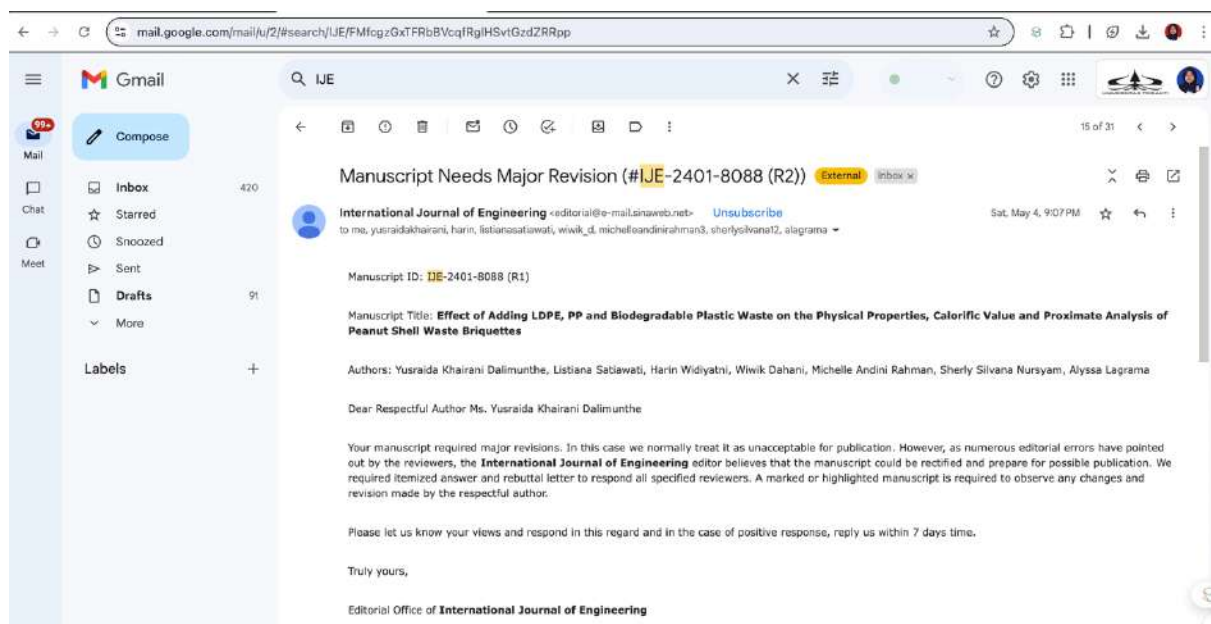 mail.google.com/mail/u/2/#search/IJE/FMfcgzGxTFRbBVcqfRglHSvtGzdZRRpp
Gmail
IJE
99+
Mail
Compose
15 of 31
Chat
Meet
Inbox 420
Starred
Snoozed
Sent
Drafts 91
More
Labels
Manuscript Needs Major Revision (#IJE-2401-8088 (R2)) External Inbox x
International Journal of Engineering <editorial@e-mail.sinaweb.net> Unsubscribe Sat, May 4, 9:07 PM
to me, yusraidakhairani, harin, listianasatiawati, wiwik_d, michelleandinirahman3, sherlysilvana12, alagrama
Manuscript ID: IJE-2401-8088 (R1)
Manuscript Title: Effect of Adding LDPE, PP and Biodegradable Plastic Waste on the Physical Properties, Calorific Value and Proximate Analysis of
Peanut Shell Waste Briquettes
Authors: Yusraida Khairani Dalimunthe, Listiana Satiawati, Harin Widiyatni, Wiwik Dahani, Michelle Andini Rahman, Sherly Silvana Nursyam, Alyssa Lagrama
Dear Respectful Author Ms. Yusraida Khairani Dalimunthe
Your manuscript required major revisions. In this case we normally treat it as unacceptable for publication. However, as numerous editorial errors have pointed
out by the reviewers, the International Journal of Engineering editor believes that the manuscript could be rectified and prepare for possible publication. We
required itemized answer and rebuttal letter to respond all specified reviewers. A marked or highlighted manuscript is required to observe any changes and
revision made by the respectful author.
Please let us know your views and respond in this regard and in the case of positive response, reply us within 7 days time.
Truly yours,
Editorial Office of International Journal of Engineering